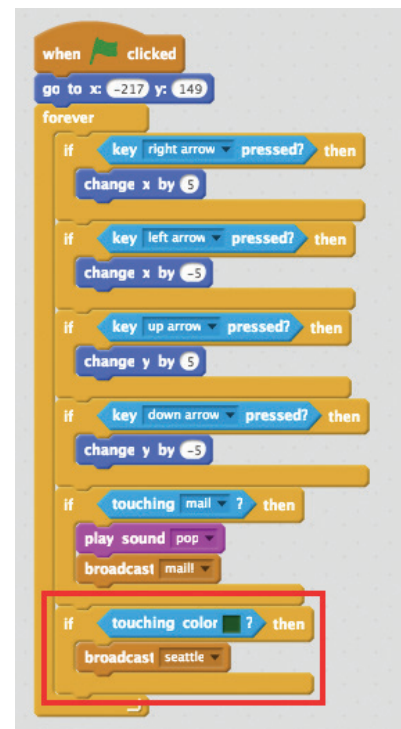 when clicked
go to x: -217 y: 149
forever
if key right arrow pressed? then
change x by 5
if key left arrow pressed? then
change x by -5
if key up arrow pressed? then
change y by 5
if key down arrow pressed? then
change y by -5
if touching mail ? then
play sound pop
broadcast mail!
if touching color ? then
broadcast seattle